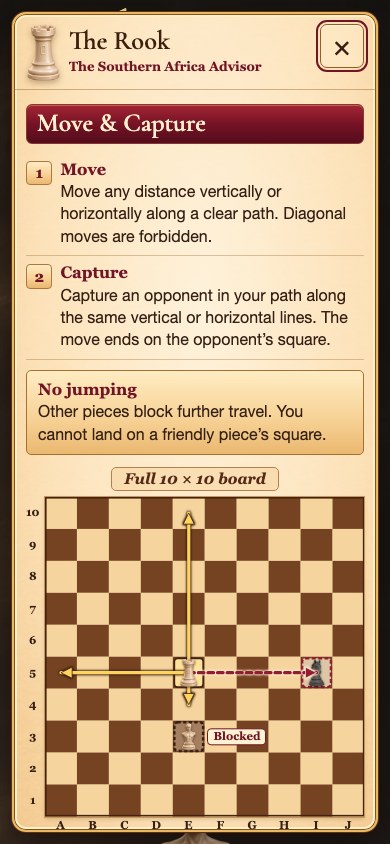 The Rook
The Southern Africa Advisor
×
Move & Capture
1
Move
Move any distance vertically or
horizontally along a clear path. Diagonal
moves are forbidden.
2
Capture
Capture an opponent in your path along
the same vertical or horizontal lines. The
move ends on the opponent’s square.
No jumping
Other pieces block further travel. You
cannot land on a friendly piece’s square.
Full 10 × 10 board
10
9
8
7
6
5
4
3
Blocked
2
1
A B C D E F G H I J